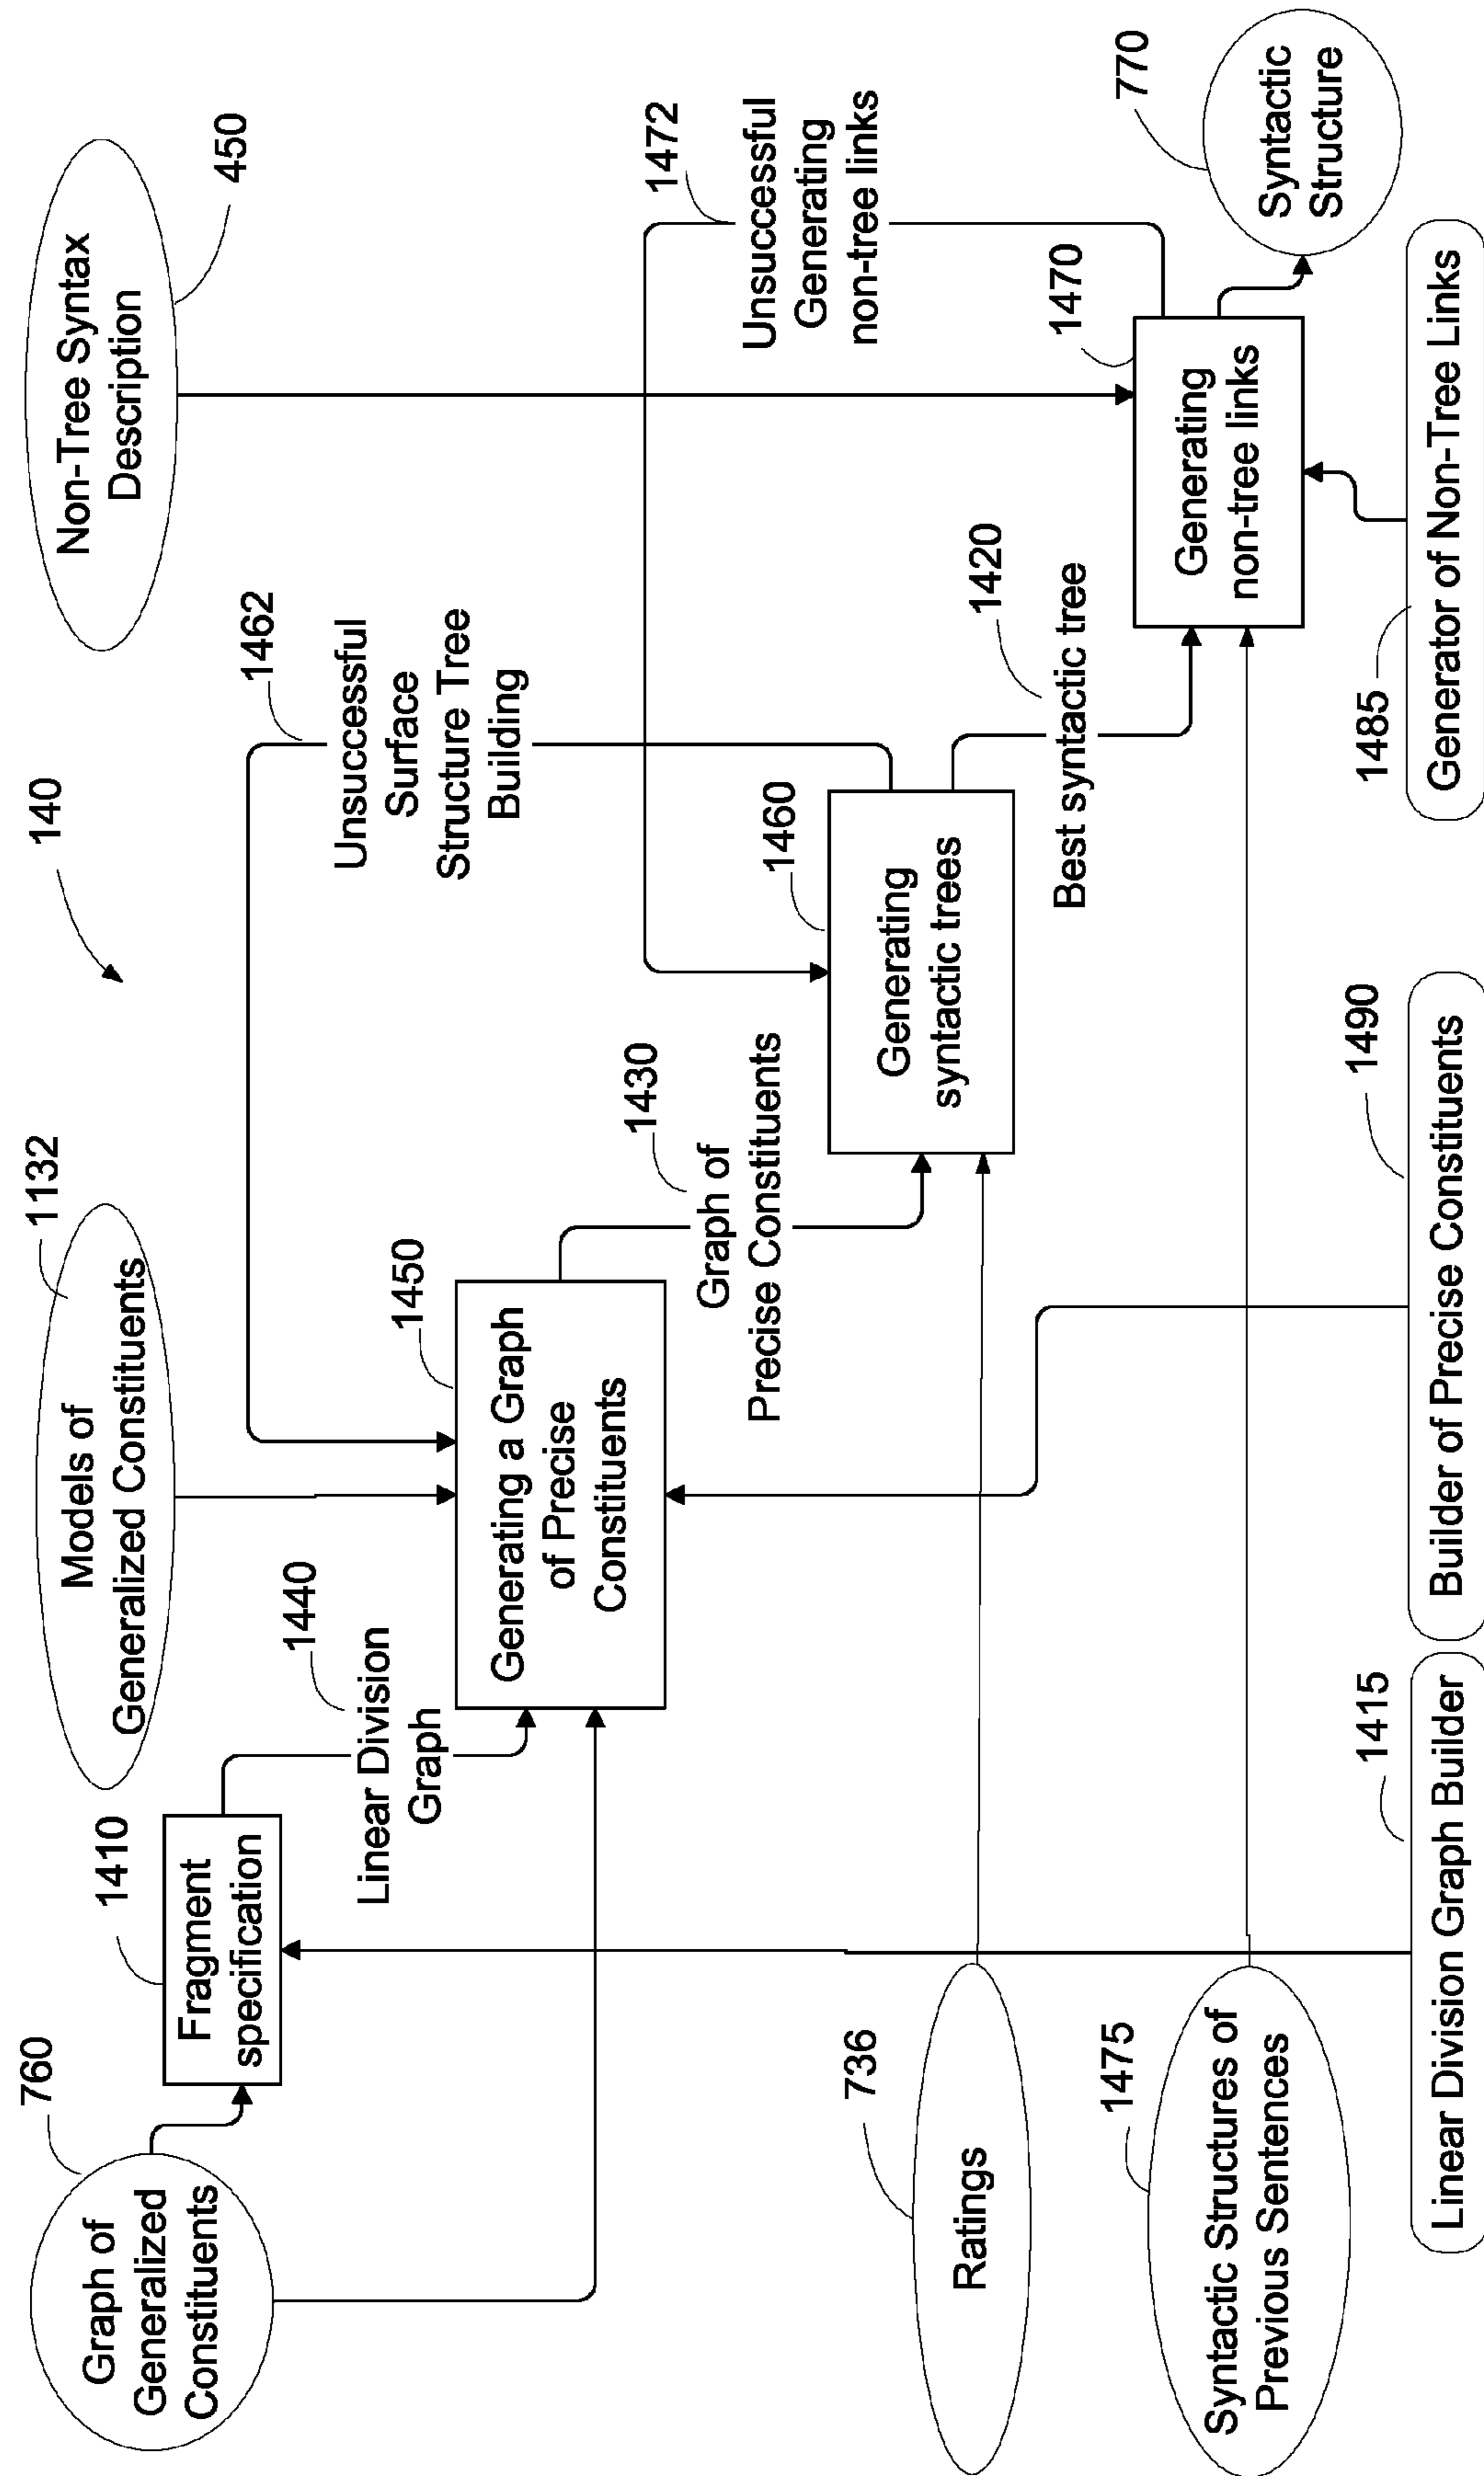 140
760
Graph of
Generalized
Constituents
1410
Fragment
specification
1440
Linear Division
Graph
1132
Models of
Generalized Constituents
1450
Generating a Graph
of Precise
Constituents
1462
Unsuccessful
Surface
Structure Tree
Building
1430
Graph of
Precise Constituents
1460
Generating
syntactic trees
450
Non-Tree Syntax
Description
1472
Unsuccessful
Generating
non-tree links
1420
Best syntactic tree
1470
Generating
non-tree links
770
Syntactic
Structure
736
Ratings
1475
Syntactic Structures of
Previous Sentences
1415
Linear Division Graph Builder
1490
Builder of Precise Constituents
1485
Generator of Non-Tree Links